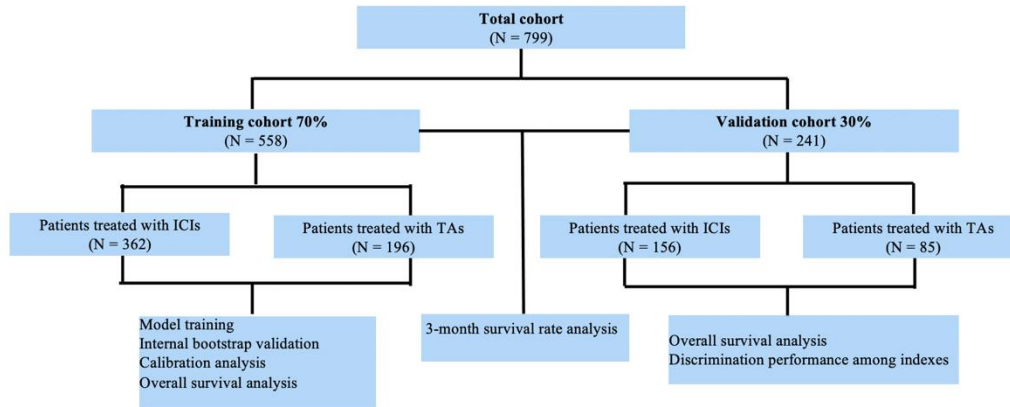 Total cohort
(N = 799)
Training cohort 70%
(N = 558)
Validation cohort 30%
(N = 241)
Patients treated with ICIs
(N = 362)
Patients treated with TAs
(N = 196)
Patients treated with ICIs
(N = 156)
Patients treated with TAs
(N = 85)
Model training
Internal bootstrap validation
Calibration analysis
Overall survival analysis
3-month survival rate analysis
Overall survival analysis
Discrimination performance among indexes